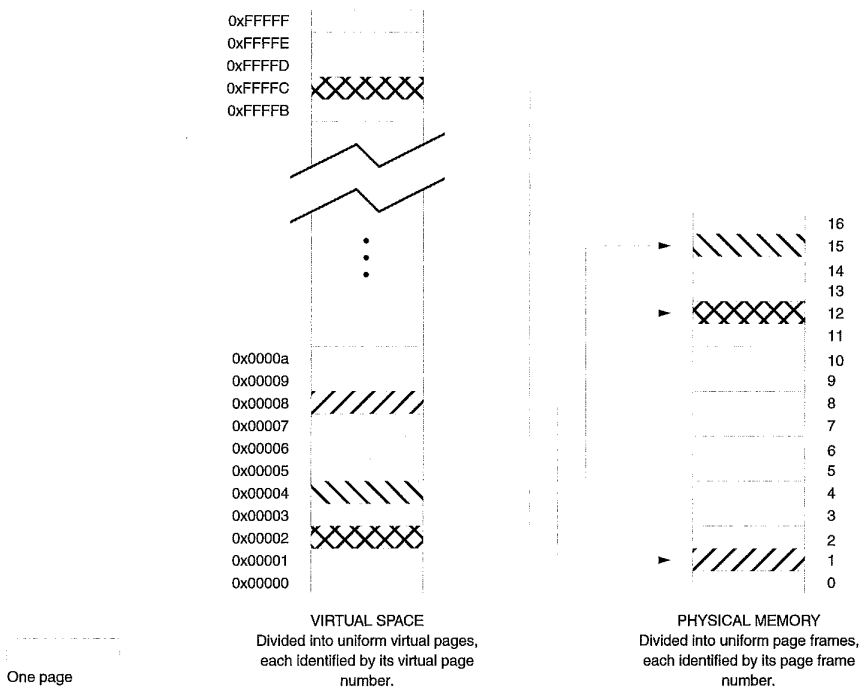 0xFFFFF
0xFFFFE
0xFFFFD
0xFFFFC
0xFFFFB
0x0000a
0x00009
0x00008
0x00007
0x00006
0x00005
0x00004
0x00003
0x00002
0x00001
0x00000
16
15
14
13
12
11
10
9
8
7
6
5
4
3
2
1
0
VIRTUAL SPACE
Divided into uniform virtual pages,
each identified by its virtual page
number.
PHYSICAL MEMORY
Divided into uniform page frames,
each identified by its page frame
number.
One page